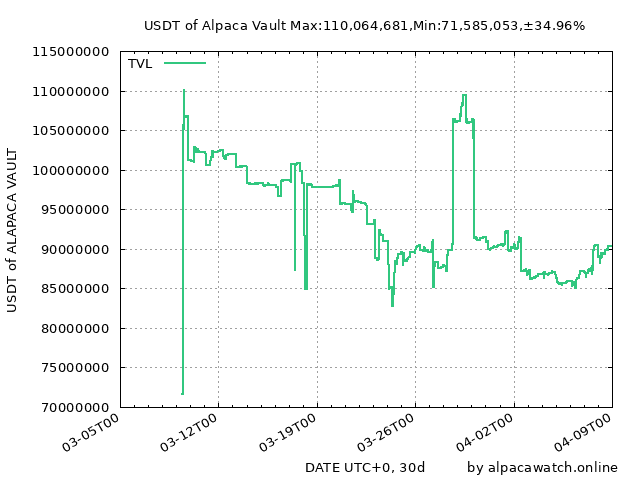 USDT of Alpaca Vault Max:110,064,681,Min:71,585,053,±34.96%
TVL
115000000
110000000
105000000
100000000
95000000
90000000
85000000
80000000
75000000
70000000
USDT of ALAPACA VAULT
03-05T00
03-12T00
03-19T00
03-26T00
04-02T00
04-09T00
DATE UTC+0, 30d
by alpacawatch.online